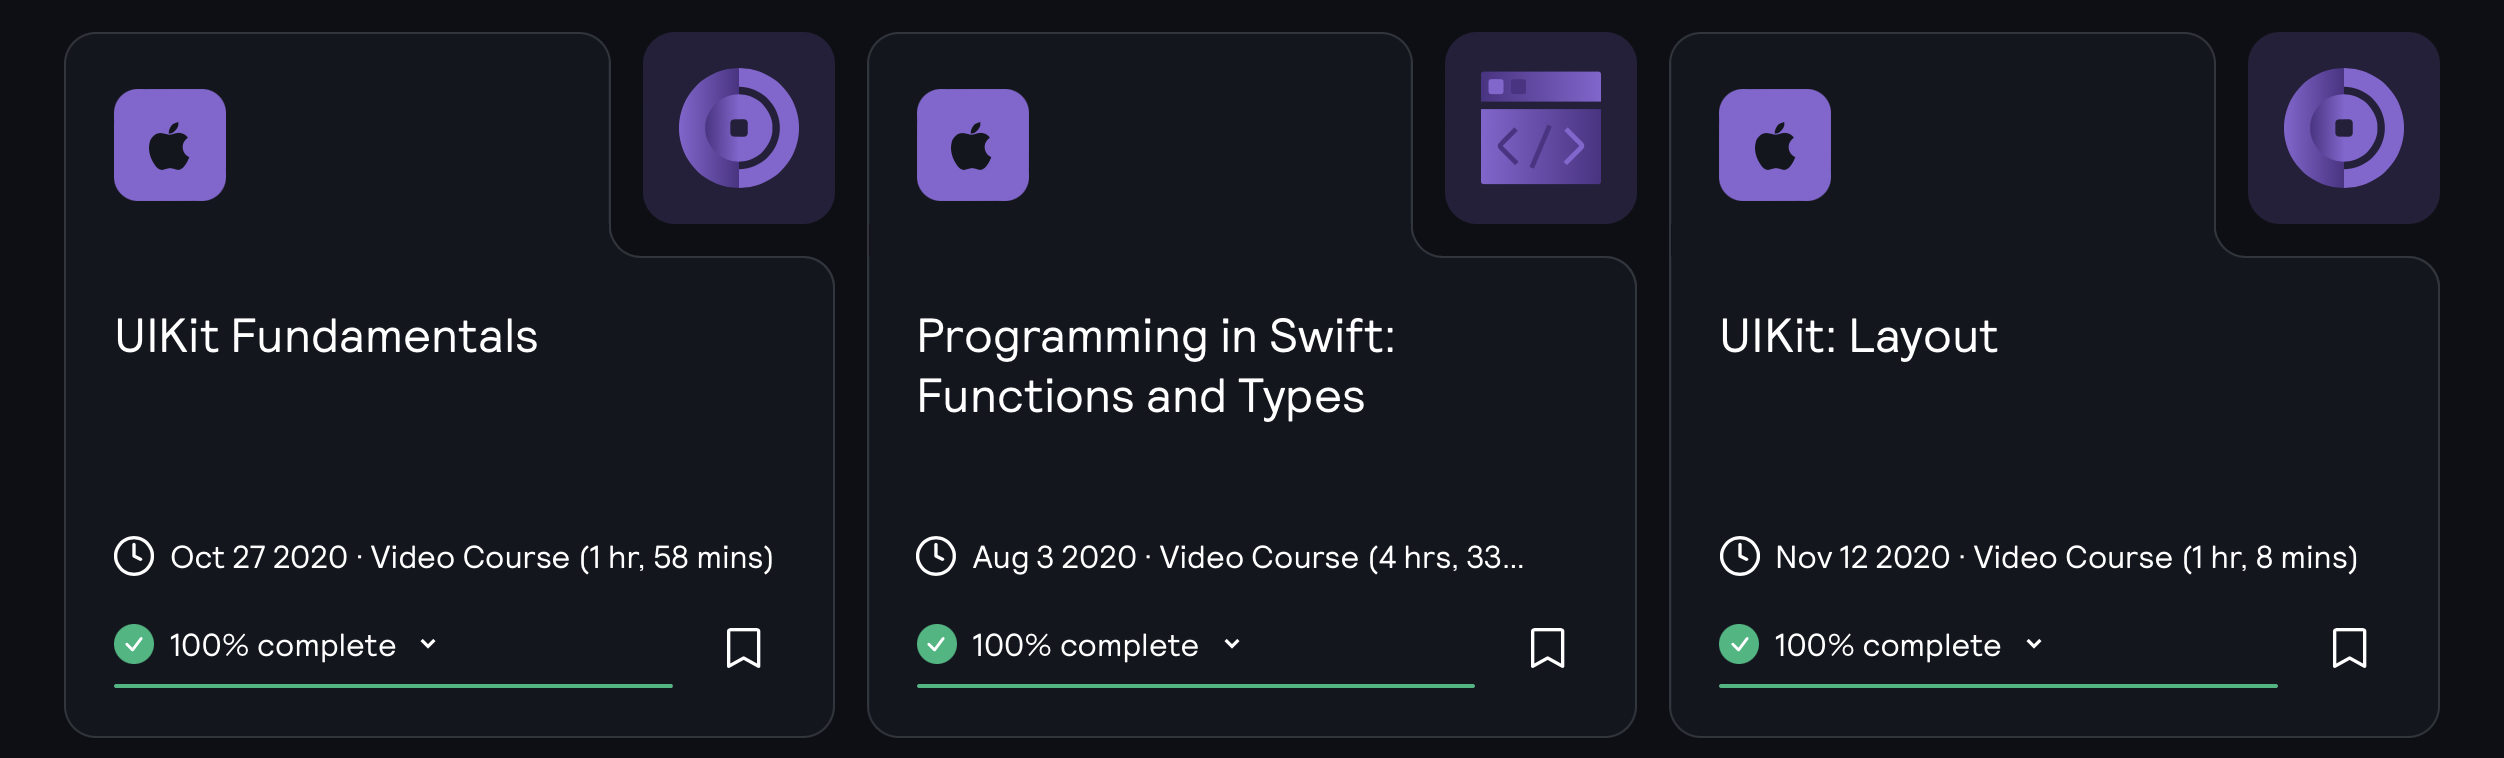 UIKit Fundamentals
Oct 27 2020 · Video Course (1 hr, 58 mins)
100% complete
Programming in Swift:
Functions and Types
Aug 3 2020 · Video Course (4 hrs, 33...
100% complete
UIKit: Layout
Nov 12 2020 · Video Course (1 hr, 8 mins)
100% complete